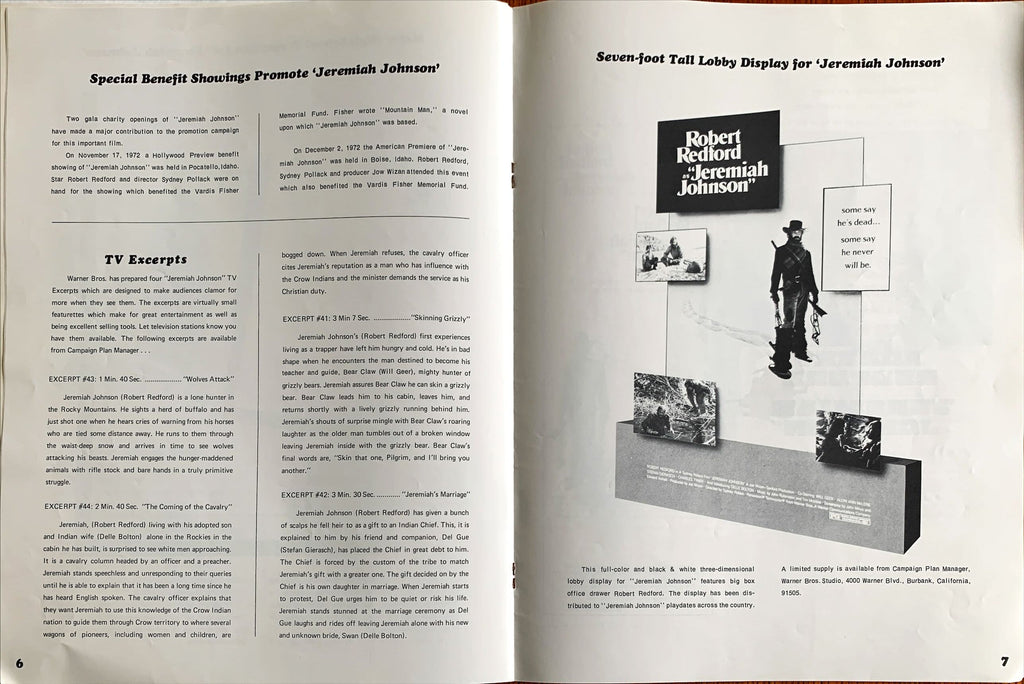 Special Benefit Showings Promote 'Jeremiah Johnson'
Two gala charity openings of "Jeremiah Johnson"
have made a major contribution to the promotion campaign
for this important film.
On November 17, 1972 a Hollywood Preview benefit
showing of "Jeremiah Johnson" was held in Pocatello, Idaho.
Star Robert Redford and director Sydney Pollack were on
hand for the showing which benefited the Vardis Fisher
Memorial Fund. Fisher wrote "Mountain Man," a novel
upon which "Jeremiah Johnson" was based.
On December 2, 1972 the American Premiere of "Jere-
miah Johnson" was held in Boise, Idaho. Robert Redford,
Sydney Pollack and producer Joe Wizan attended this event
which also benefited the Vardis Fisher Memorial Fund.
TV Excerpts
Warner Bros. has prepared four "Jeremiah Johnson" TV
Excerpts which are designed to make audiences clamor for
more when they see them. The excerpts are virtually small
featurettes which make for great entertainment as well as
being excellent selling tools. Let television stations know you
have them available. The following excerpts are available
from Campaign Plan Manager . . .
EXCERPT #43: 1 Min. 40 Sec. .................. "Wolves Attack"
Jeremiah Johnson (Robert Redford) is a lone hunter in
the Rocky Mountains. He sights a herd of buffalo and has
just shot one when he hears cries of warning from his horses
who are tied some distance away. He runs to them through
the waist-deep snow and arrives in time to see wolves
attacking his beasts. Jeremiah engages the hunger-maddened
animals with rifle stock and bare hands in a truly primitive
struggle.
EXCERPT #44: 2 Min. 40 Sec. "The Coming of the Cavalry"
Jeremiah, (Robert Redford) living with his adopted son
and Indian wife (Delle Bolton) alone in the Rockies in the
cabin he has built, is surprised to see white men approaching.
It is a cavalry column headed by an officer and a preacher.
Jeremiah stands speechless and unresponding to their queries
until he is able to explain that it has been a long time since he
has heard English spoken. The cavalry officer explains that
they want Jeremiah to use this knowledge of the Crow Indian
nation to guide them through Crow territory to where several
wagons of pioneers, including women and children, are
bogged down. When Jeremiah refuses, the cavalry officer
cites Jeremiah's reputation as a man who has influence with
the Crow Indians and the minister demands the service as his
Christian duty.
EXCERPT #41: 3 Min 7 Sec. .................. "Skinning Grizzly"
Jeremiah Johnson's (Robert Redford) first experiences
living as a trapper have left him hungry and cold. He's in bad
shape when he encounters the man destined to become his
teacher and guide, Bear Claw (Will Geer), mighty hunter of
grizzly bears. Jeremiah assures Bear Claw he can skin a grizzly
bear. Bear Claw leads him to his cabin, leaves him, and
returns shortly with a lively grizzly running behind him.
Jeremiah's shouts of surprise mingle with Bear Claw's roaring
laughter as the older man tumbles out of a broken window
leaving Jeremiah inside with the grizzly bear. Bear Claw's
final words are, "Skin that one, Pilgrim, and I'll bring you
another."
EXCERPT #42: 3 Min. 30 Sec. ............ "Jeremiah's Marriage"
Jeremiah Johnson (Robert Redford) has given a bunch
of scalps he fell heir to as a gift to an Indian Chief. This, it is
explained to him by his friend and companion, Del Gue
(Stefan Gierasch), has placed the Chief in great debt to him.
The Chief is forced by the custom of the tribe to match
Jeremiah's gift with a greater one. The gift decided on by the
Chief is his own daughter in marriage. When Jeremiah starts
to protest, Del Gue urges him to be quiet or risk his life.
Jeremiah stands stunned at the marriage ceremony as Del
Gue laughs and rides off leaving Jeremiah alone with his new
and unknown bride, Swan (Delle Bolton).
6
Seven-foot Tall Lobby Display for 'Jeremiah Johnson'
Robert
Redford
as "Jeremiah
Johnson"
some say
he's dead...
some say
he never
will be.
This full-color and black & white three-dimensional
lobby display for "Jeremiah Johnson" features big box
office drawer Robert Redford. The display has been dis-
tributed to "Jeremiah Johnson" playdates across the country.
A limited supply is available from Campaign Plan Manager,
Warner Bros. Studio, 4000 Warner Blvd., Burbank, California,
91505.
7